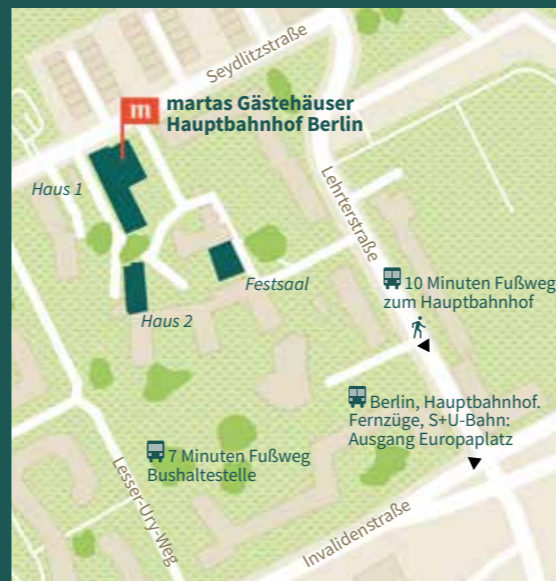 Seydlitzstraße
m
martas Gästehäuser
Hauptbahnhof Berlin
Haus 1
Lehrterstraße
Festsaal
Haus 2
10 Minuten Fußweg
zum Hauptbahnhof
Berlin, Hauptbahnhof.
Fernzüge, S+U-Bahn:
Ausgang Europaplatz
7 Minuten Fußweg
Bushaltestelle
Lesser-Ury-Weg
Invalidenstraße